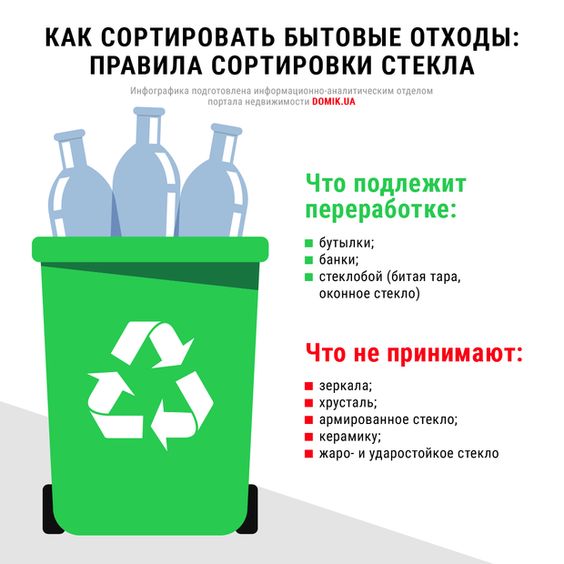 КАК СОРТИРОВАТЬ БЫТОВЫЕ ОТХОДЫ:
ПРАВИЛА СОРТИРОВКИ СТЕКЛА
Инфографика подготовлена информационно-аналитическим отделом
портала недвижимости DOMIK.UA
Что подлежит
переработке:
бутылки;
банки;
стеклобой (битая тара,
оконное стекло)
Что не принимают:
зеркала;
хрусталь;
армированное стекло;
керамику;
жаро- и ударостойкое стекло